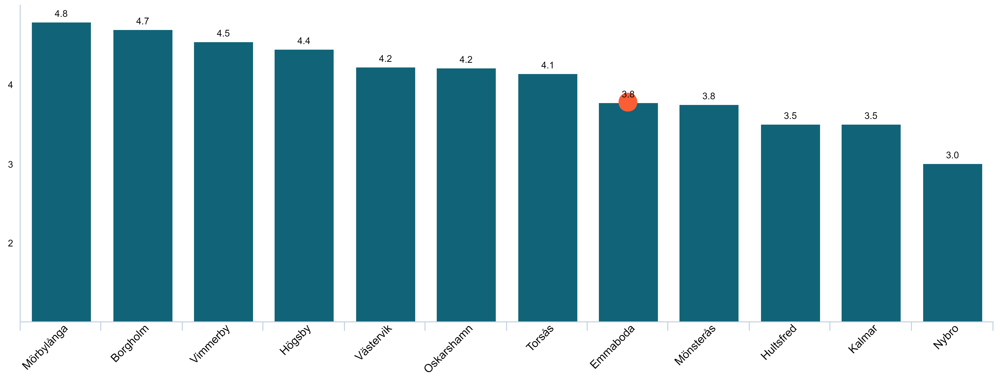 4.8
4.7
4.5
4.4
4.2
4.2
4.1
3.8
3.8
3.5
3.5
3.0
4
3
2
Mörbylånga
Borgholm
Vimmerby
Högsby
Västervik
Oskarshamn
Torsås
Emmaboda
Mönsterås
Hultsfred
Kalmar
Nybro